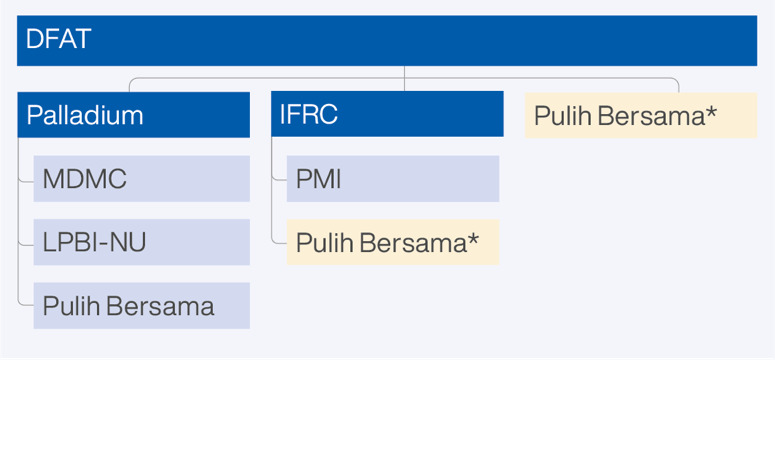 DFAT
Palladium
MDMC
LPBI-NU
Pulih Bersama
IFRC
PMI
Pulih Bersama*
Pulih Bersama*